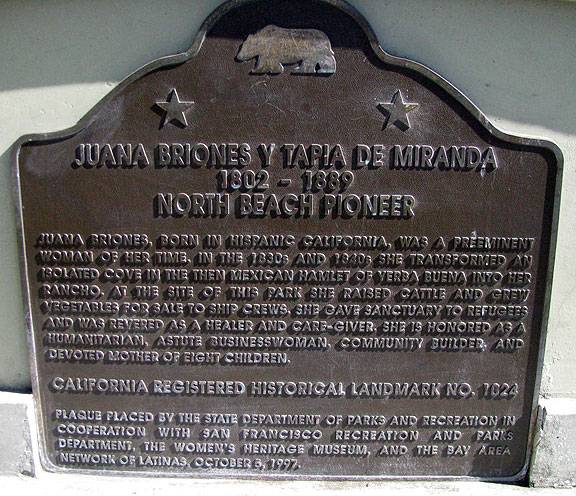 JUANA BRIONES Y TAPIA DE MIRANDA
1802 - 1889
NORTH BEACH PIONEER
JUANA BRIONES, BORN IN HISPANIC CALIFORNIA, WAS A PREEMINENT
WOMAN OF HER TIME. IN THE 1830s AND 1840s SHE TRANSFORMED AN
ISOLATED COVE IN THE THEN MEXICAN HAMLET OF YERBA BUENA INTO HER
RANCHO. AT THE SITE OF THIS PARK SHE RAISED CATTLE AND GREW
VEGETABLES FOR SALE TO SHIP CREWS. SHE GAVE SANCTUARY TO REFUGEES
AND WAS REVERED AS A HEALER AND CARE-GIVER. SHE IS HONORED AS A
HUMANITARIAN, ASTUTE BUSINESSWOMAN, COMMUNITY BUILDER, AND
DEVOTED MOTHER OF EIGHT CHILDREN.
CALIFORNIA REGISTERED HISTORICAL LANDMARK NO. 1024
PLAQUE PLACED BY THE STATE DEPARTMENT OF PARKS AND RECREATION IN
COOPERATION WITH SAN FRANCISCO RECREATION AND PARKS
DEPARTMENT, THE WOMEN'S HERITAGE MUSEUM, AND THE BAY AREA
NETWORK OF LATINAS, OCTOBER 5, 1997.